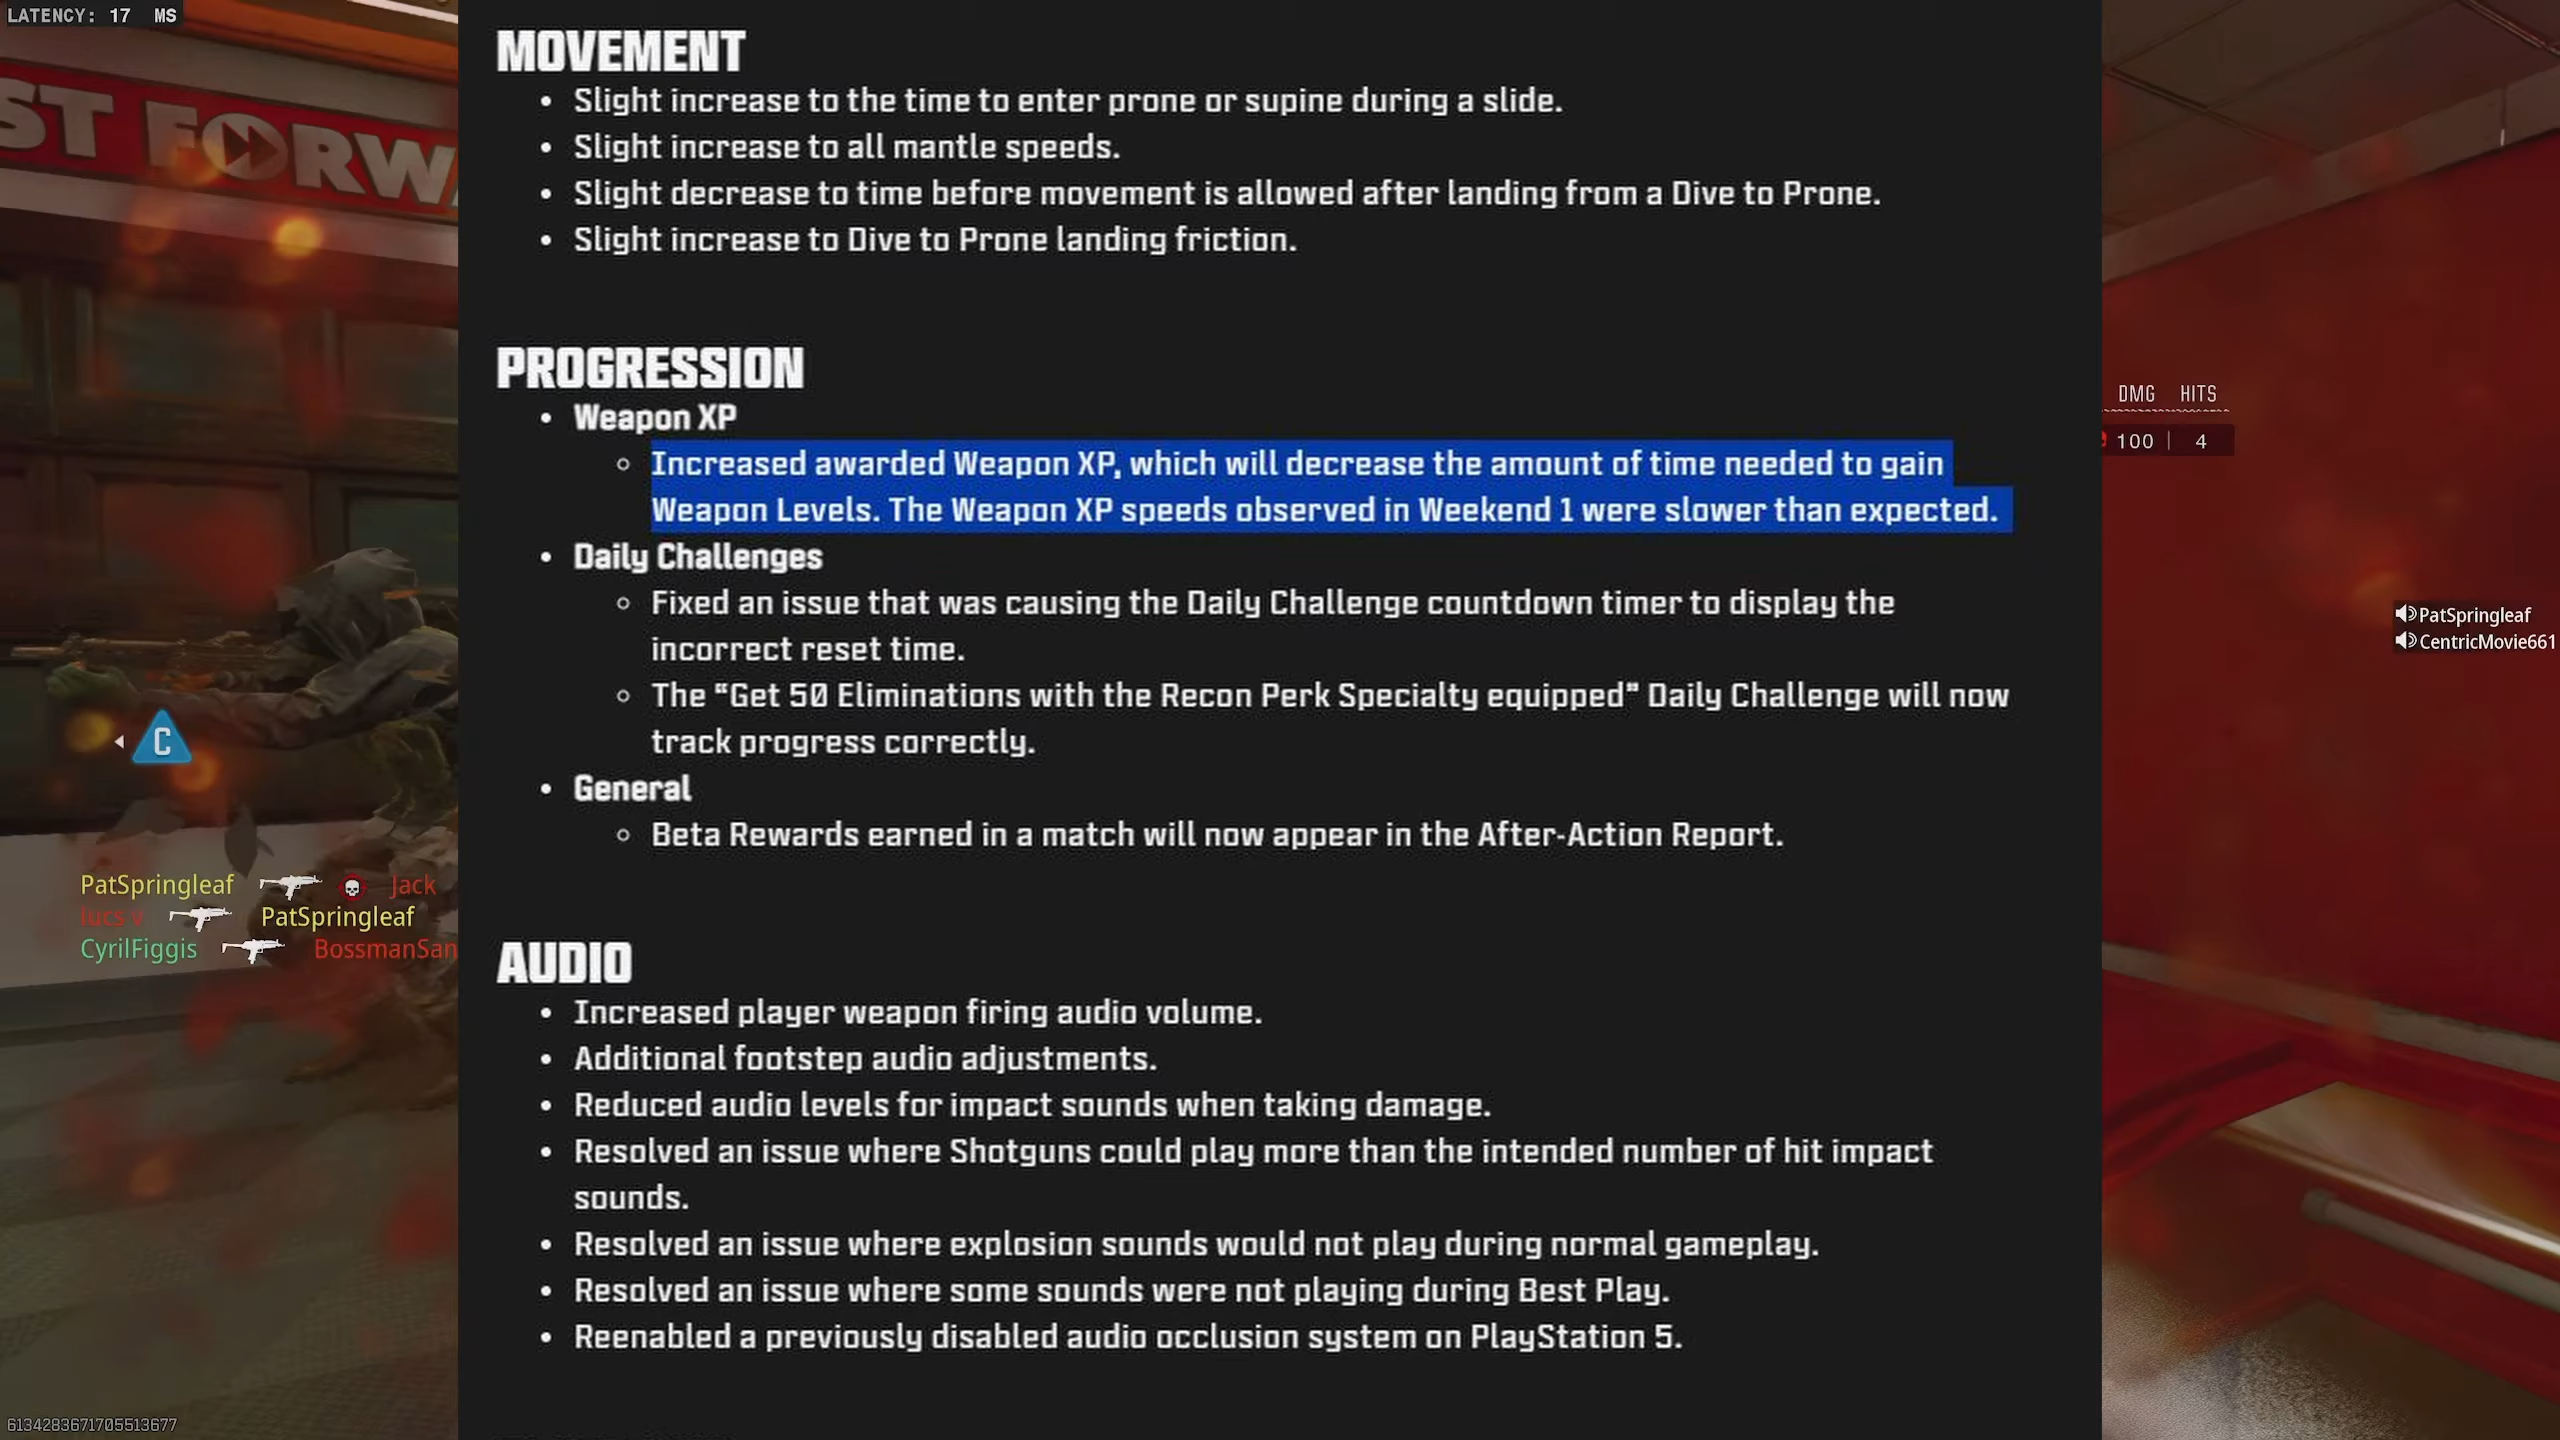 LATENCY: 17 MS
ST FORW
MOVEMENT
• Slight increase to the time to enter prone or supine during a slide.
• Slight increase to all mantle speeds.
• Slight decrease to time before movement is allowed after landing from a Dive to Prone.
• Slight increase to Dive to Prone landing friction.
PROGRESSION
• Weapon XP
◦ Increased awarded Weapon XP, which will decrease the amount of time needed to gain
Weapon Levels. The Weapon XP speeds observed in Weekend 1 were slower than expected.
• Daily Challenges
◦ Fixed an issue that was causing the Daily Challenge countdown timer to display the
incorrect reset time.
◦ The “Get 50 Eliminations with the Recon Perk Specialty equipped” Daily Challenge will now
track progress correctly.
• General
◦ Beta Rewards earned in a match will now appear in the After-Action Report.
AUDIO
• Increased player weapon firing audio volume.
• Additional footstep audio adjustments.
• Reduced audio levels for impact sounds when taking damage.
• Resolved an issue where Shotguns could play more than the intended number of hit impact
sounds.
• Resolved an issue where explosion sounds would not play during normal gameplay.
• Resolved an issue where some sounds were not playing during Best Play.
• Reenabled a previously disabled audio occlusion system on PlayStation 5.
DMG HITS
100 | 4
PatSpringleaf
CentricMovie661
C
PatSpringleaf Jack
lucs v PatSpringleaf
CyrilFiggis BossmanSan
6134283671705513677